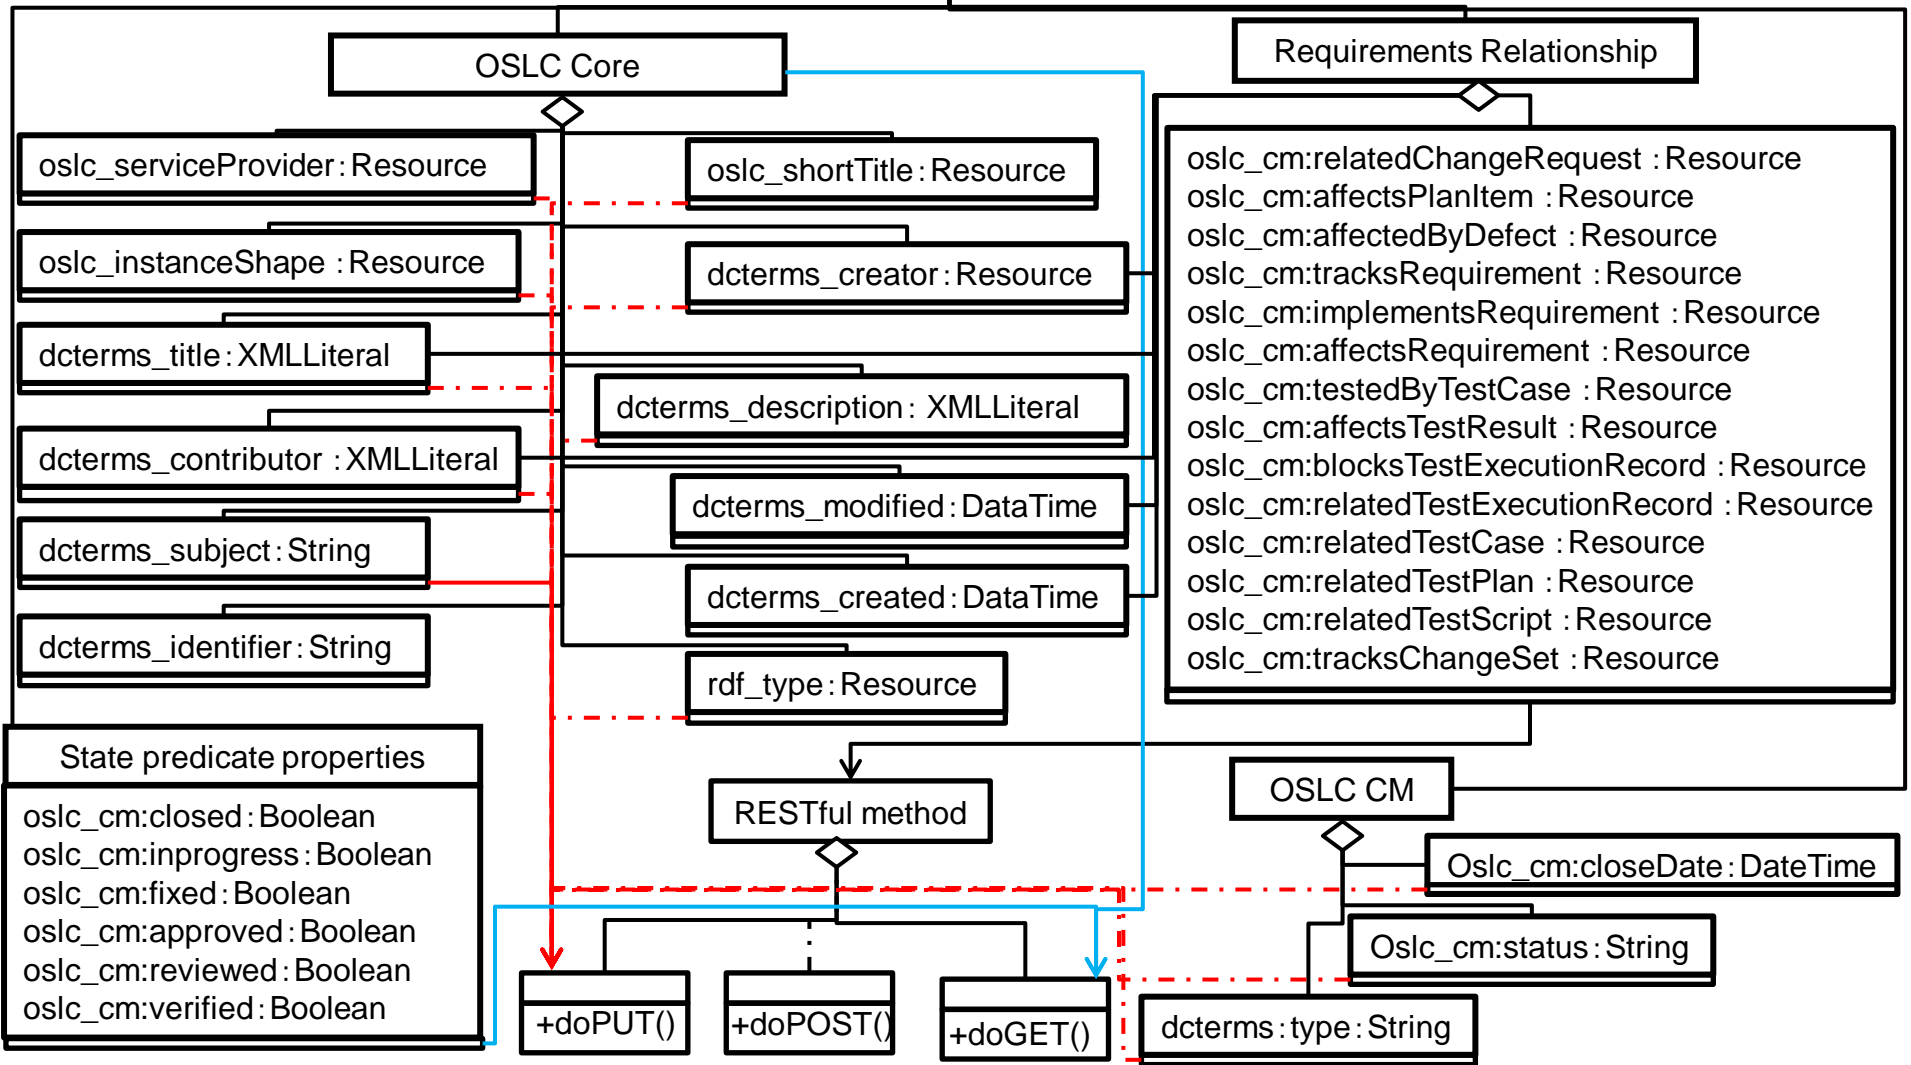 OSLC Core
Requirements Relationship
oslc_serviceProvider:Resource
oslc_shortTitle:Resource
oslc_instanceShape :Resource
dcterms_creator:Resource
dcterms_title:XMLLiteral
dcterms_description: XMLLiteral
dcterms_contributor :XMLLiteral
dcterms_modified:DataTime
dcterms_subject:String
dcterms_created:DataTime
dcterms_identifier:String
rdf_type:Resource
oslc_cm:relatedChangeRequest :Resource
oslc_cm:affectsPlanItem :Resource
oslc_cm:affectedByDefect :Resource
oslc_cm:tracksRequirement :Resource
oslc_cm:implementsRequirement :Resource
oslc_cm:affectsRequirement :Resource
oslc_cm:testedByTestCase :Resource
oslc_cm:affectsTestResult :Resource
oslc_cm:blocksTestExecutionRecord :Resource
oslc_cm:relatedTestExecutionRecord :Resource
oslc_cm:relatedTestCase :Resource
oslc_cm:relatedTestPlan :Resource
oslc_cm:relatedTestScript :Resource
oslc_cm:tracksChangeSet :Resource
State predicate properties
oslc_cm:closed:Boolean
oslc_cm:inprogress:Boolean
oslc_cm:fixed:Boolean
oslc_cm:approved:Boolean
oslc_cm:reviewed:Boolean
oslc_cm:verified:Boolean
RESTful method
+doPUT()
+doPOST()
+doGET()
OSLC CM
Oslc_cm:closeDate:DateTime
Oslc_cm:status:String
dcterms:type:String